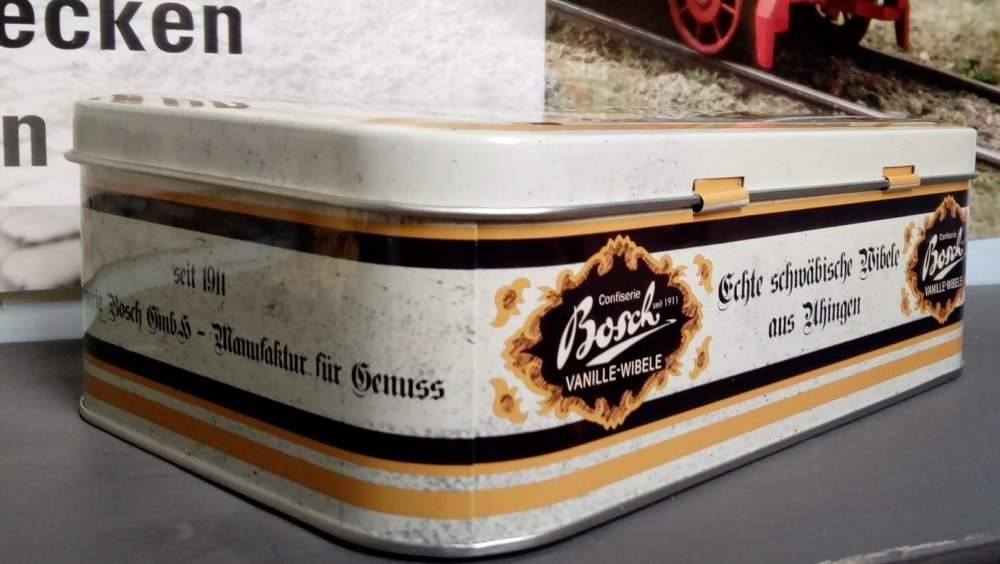 ecken
n
seit 1911
Bosch GmbH - Manufaktur für Genuss
Confiserie
Bosch seit 1911
VANILLE-WIBELE
Echte schwäbische Wibele
aus Uhingen
Confiserie
Bosch
VANILLE-WIBELE